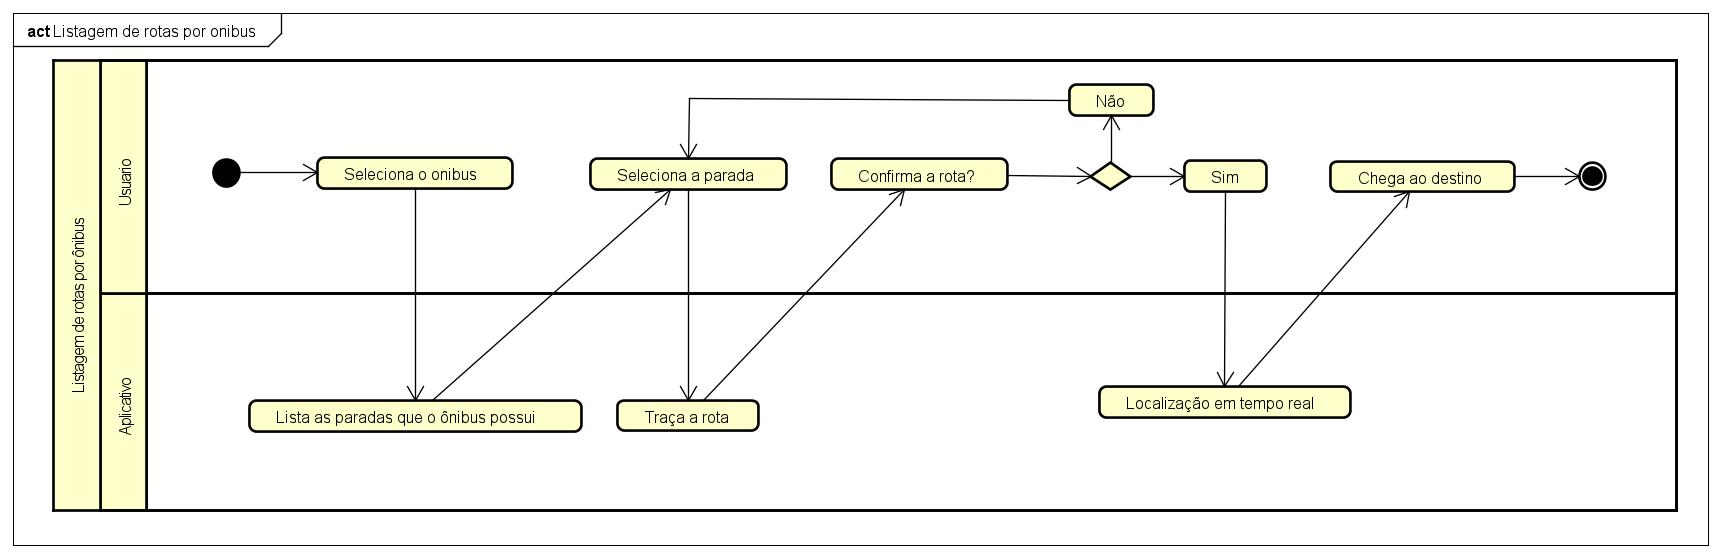 act Listagem de rotas por onibus
Listagem de rotas por ônibus
Usuario
Não
Seleciona o onibus
Seleciona a parada
Confirma a rota?
Sim
Chega ao destino
Aplicativo
Lista as paradas que o ônibus possui
Traça a rota
Localização em tempo real